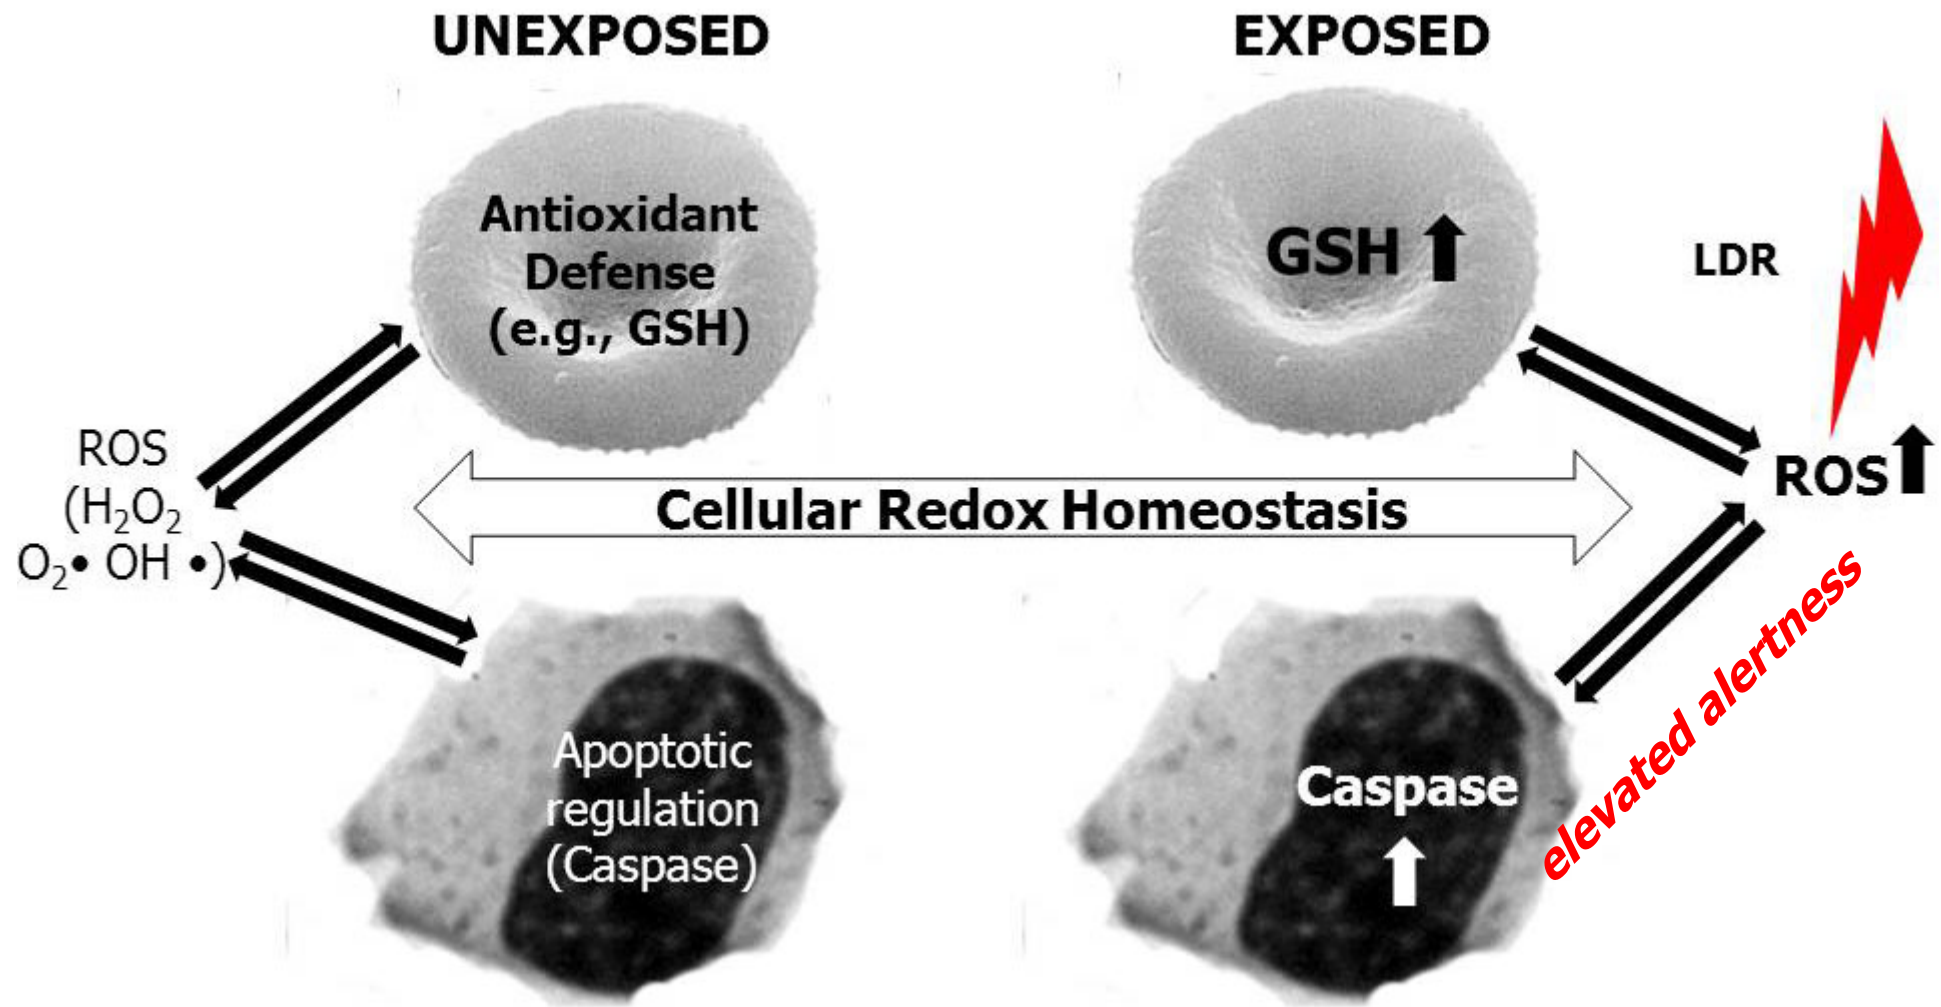 UNEXPOSED
EXPOSED
Antioxidant
Defense
(e.g., GSH)
GSH
LDR
ROS
(H₂O₂
O₂• OH •)
Cellular Redox Homeostasis
ROS
Apoptotic
regulation
(Caspase)
Caspase
elevated alertness